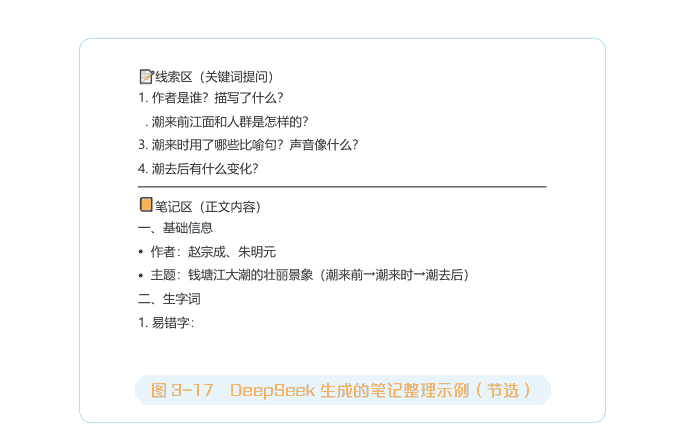 📝线索区（关键词提问）
1. 作者是谁？描写了什么？
. 潮来前江面和人群是怎样的？
3. 潮来时用了哪些比喻句？声音像什么？
4. 潮去后有什么变化？
📙笔记区（正文内容）
一、基础信息
• 作者：赵宗成、朱明元
• 主题：钱塘江大潮的壮丽景象（潮来前→潮来时→潮去后）
二、生字词
1. 易错字：
图 3-17 DeepSeek 生成的笔记整理示例（节选）